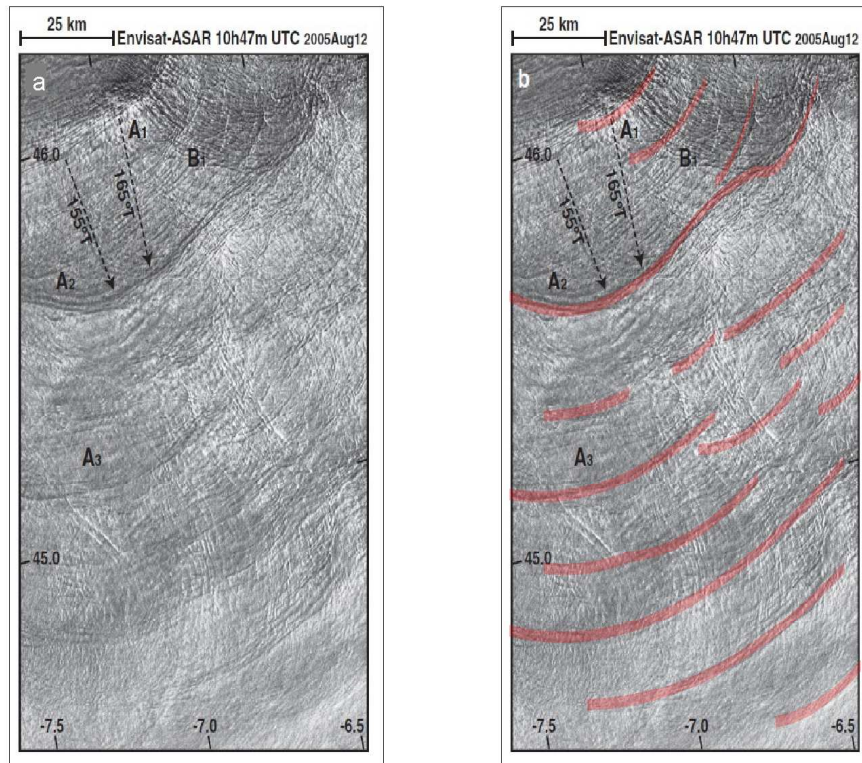 25 km
Envisat-ASAR 10h47m UTC 2005Aug12
a
A1
B1
46.0
165°T
155°T
A2
A3
45.0
-7.5
-7.0
-6.5
25 km
Envisat-ASAR 10h47m UTC 2005Aug12
b
A1
B1
46.0
165°T
155°T
A2
A3
45.0
-7.5
-7.0
-6.5